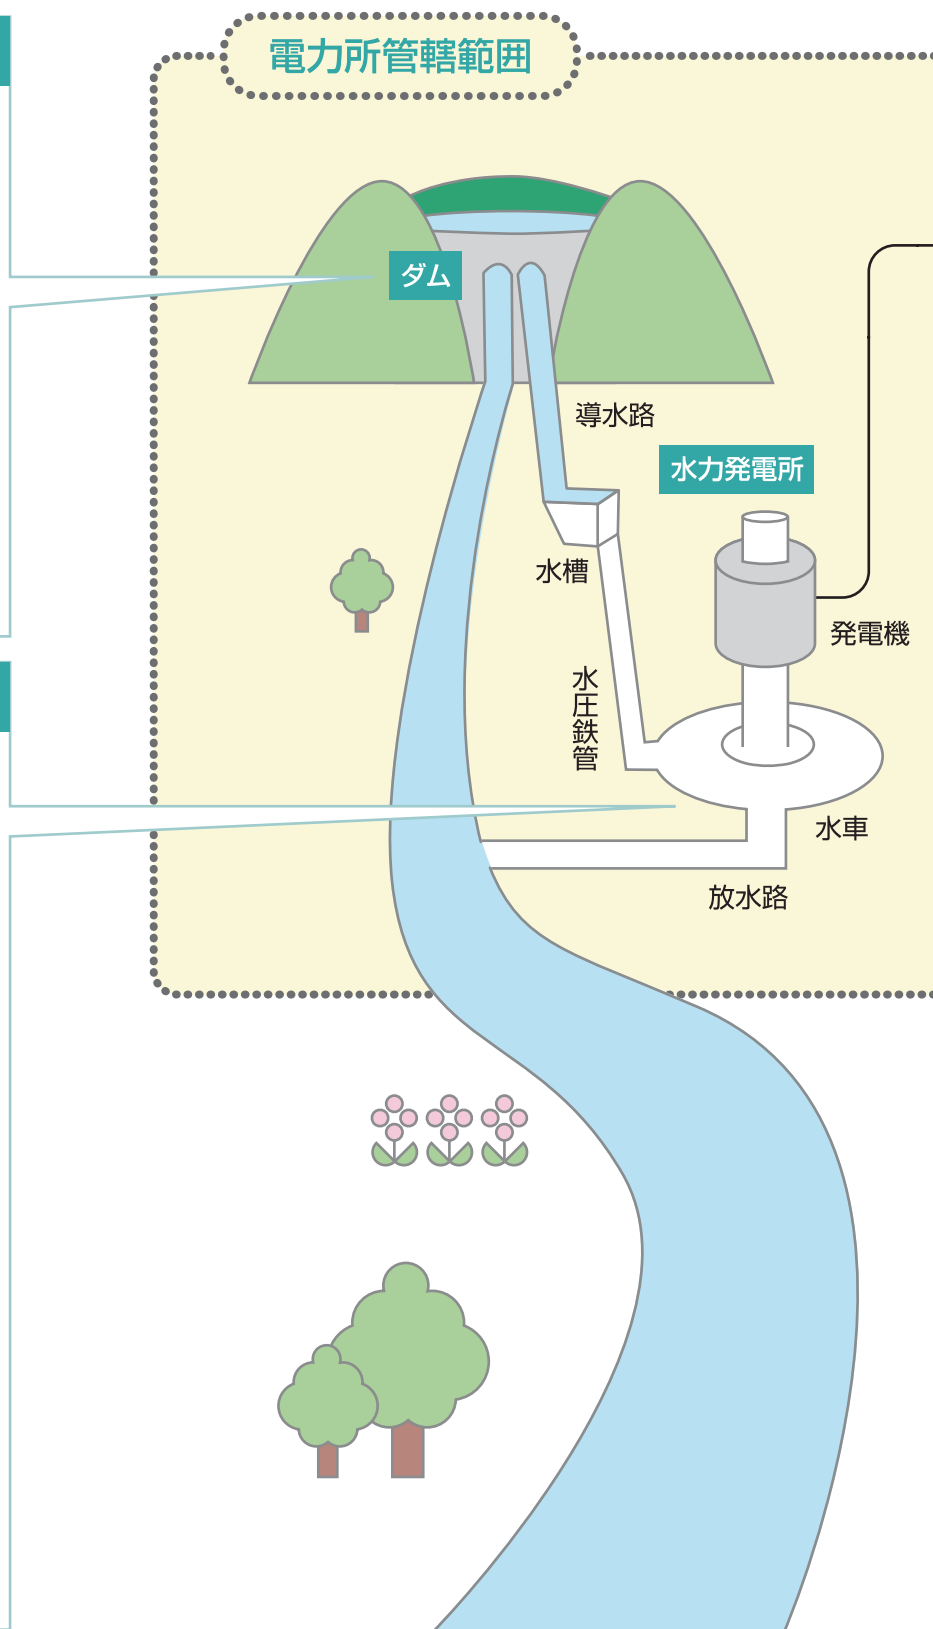 電力所管轄範囲
ダム
導水路
水力発電所
水槽
発電機
水圧鉄管
水車
放水路